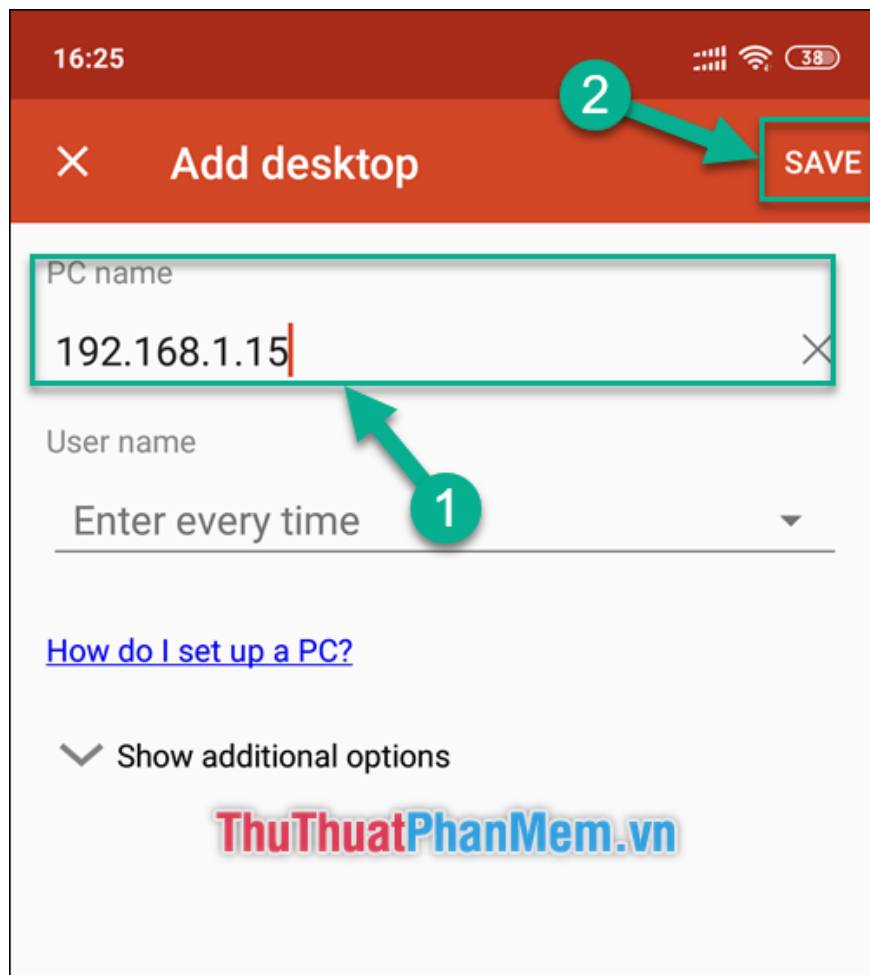 16:25
38
2
Add desktop
SAVE
PC name
192.168.1.15
User name
Enter every time
1
How do I set up a PC?
Show additional options
ThuThuatPhanMem.vn